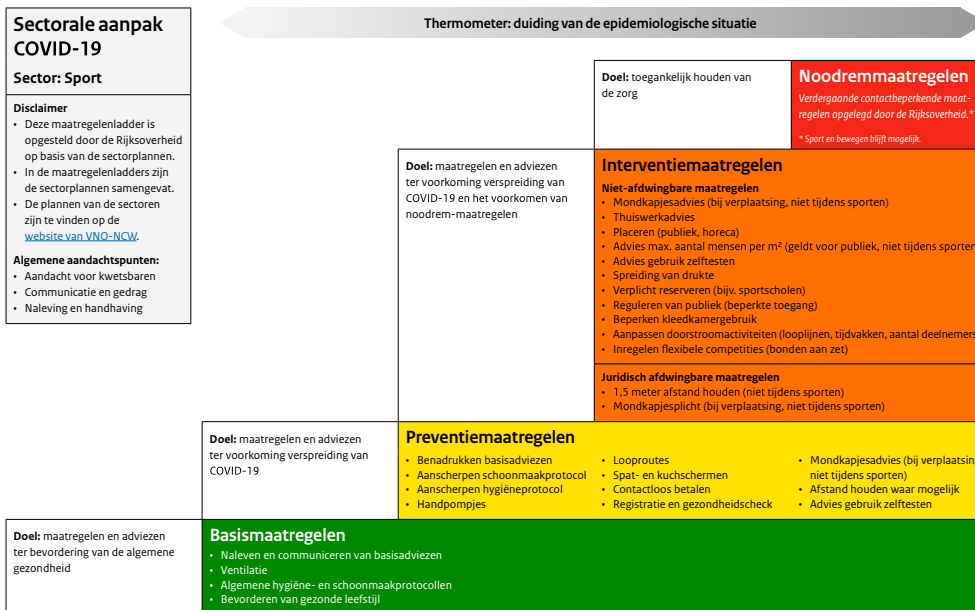 Sectorale aanpak
COVID-19
Sector: Sport
Disclaimer
• Deze maatregelenladder is
opgesteld door de Rijksoverheid
op basis van de sectorplannen.
• In de maatregelenladders zijn
de sectorplannen samengevat.
• De plannen van de sectoren
zijn te vinden op de
website van VNO-NCW.
Algemene aandachtspunten:
• Aandacht voor kwetsbaren
• Communicatie en gedrag
• Naleving en handhaving
Thermometer: duiding van de epidemiologische situatie
Doel: toegankelijk houden van
de zorg
Noodremmaatregelen
Verdergaande contactbeperkende maat-
regelen opgelegd door de Rijksoverheid.*
* Sport en bewegen blijft mogelijk.
Doel: maatregelen en adviezen
ter voorkoming verspreiding van
COVID-19 en het voorkomen van
noodrem-maatregelen
Interventiemaatregelen
Niet-afdwingbare maatregelen
• Mondkapjesadvies (bij verplaatsing, niet tijdens sporten)
• Thuiswerkadvies
• Placeren (publiek, horeca)
• Advies max. aantal mensen per m² (geldt voor publiek, niet tijdens sporten
• Advies gebruik zelftesten
• Spreiding van drukte
• Verplicht reserveren (bijv. sportscholen)
• Reguleren van publiek (beperkte toegang)
• Beperken kleedkamergebruik
• Aanpassen doorstroomactiviteiten (looplijnen, tijdvakken, aantal deelnemers
• Inregelen flexibele competities (bonden aan zet)
Juridisch afdwingbare maatregelen
• 1,5 meter afstand houden (niet tijdens sporten)
• Mondkapjesplicht (bij verplaatsing, niet tijdens sporten)
Doel: maatregelen en adviezen
ter voorkoming verspreiding van
COVID-19
Preventiemaatregelen
• Benadrukken basisadviezen
• Aanscherpen schoonmaakprotocol
• Aanscherpen hygiëneprotocol
• Handpompjes
• Looproutes
• Spat- en kuchschermen
• Contactloos betalen
• Registratie en gezondheidscheck
• Mondkapjesadvies (bij verplaatsin
niet tijdens sporten)
• Afstand houden waar mogelijk
• Advies gebruik zelftesten
Doel: maatregelen en adviezen
ter bevordering van de algemene
gezondheid
Basismaatregelen
• Naleven en communiceren van basisadviezen
• Ventilatie
• Algemene hygiëne- en schoonmaakprotocollen
• Bevorderen van gezonde leefstijl